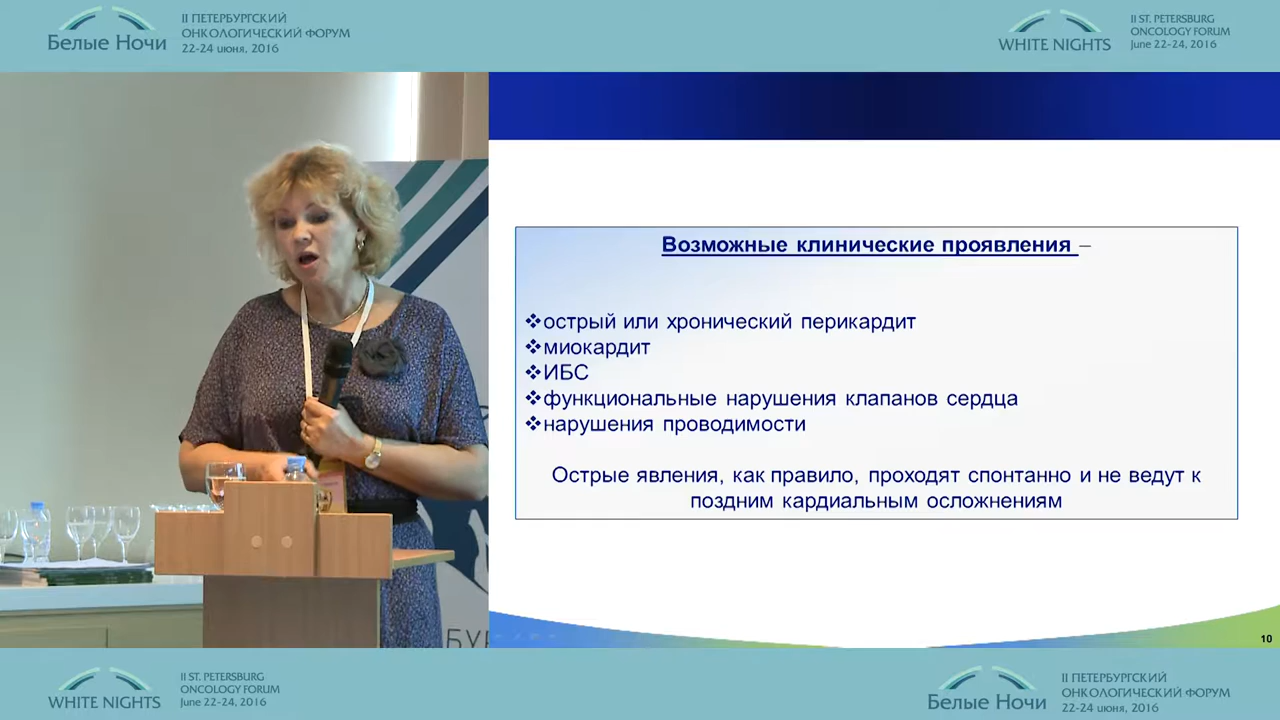 Белые Ночи
II ПЕТЕРБУРГСКИЙ
ОНКОЛОГИЧЕСКИЙ ФОРУМ
22-24 июня, 2016
WHITE NIGHTS
II ST. PETERSBURG
ONCOLOGY FORUM
June 22-24, 2016
Возможные клинические проявления –
❖острый или хронический перикардит
❖миокардит
❖ИБС
❖функциональные нарушения клапанов сердца
❖нарушения проводимости
Острые явления, как правило, проходят спонтанно и не ведут к
поздним кардиальным осложнениям
10
WHITE NIGHTS
II ST. PETERSBURG
ONCOLOGY FORUM
June 22-24, 2016
Белые Ночи
II ПЕТЕРБУРГСКИЙ
ОНКОЛОГИЧЕСКИЙ ФОРУМ
22-24 июня, 2016